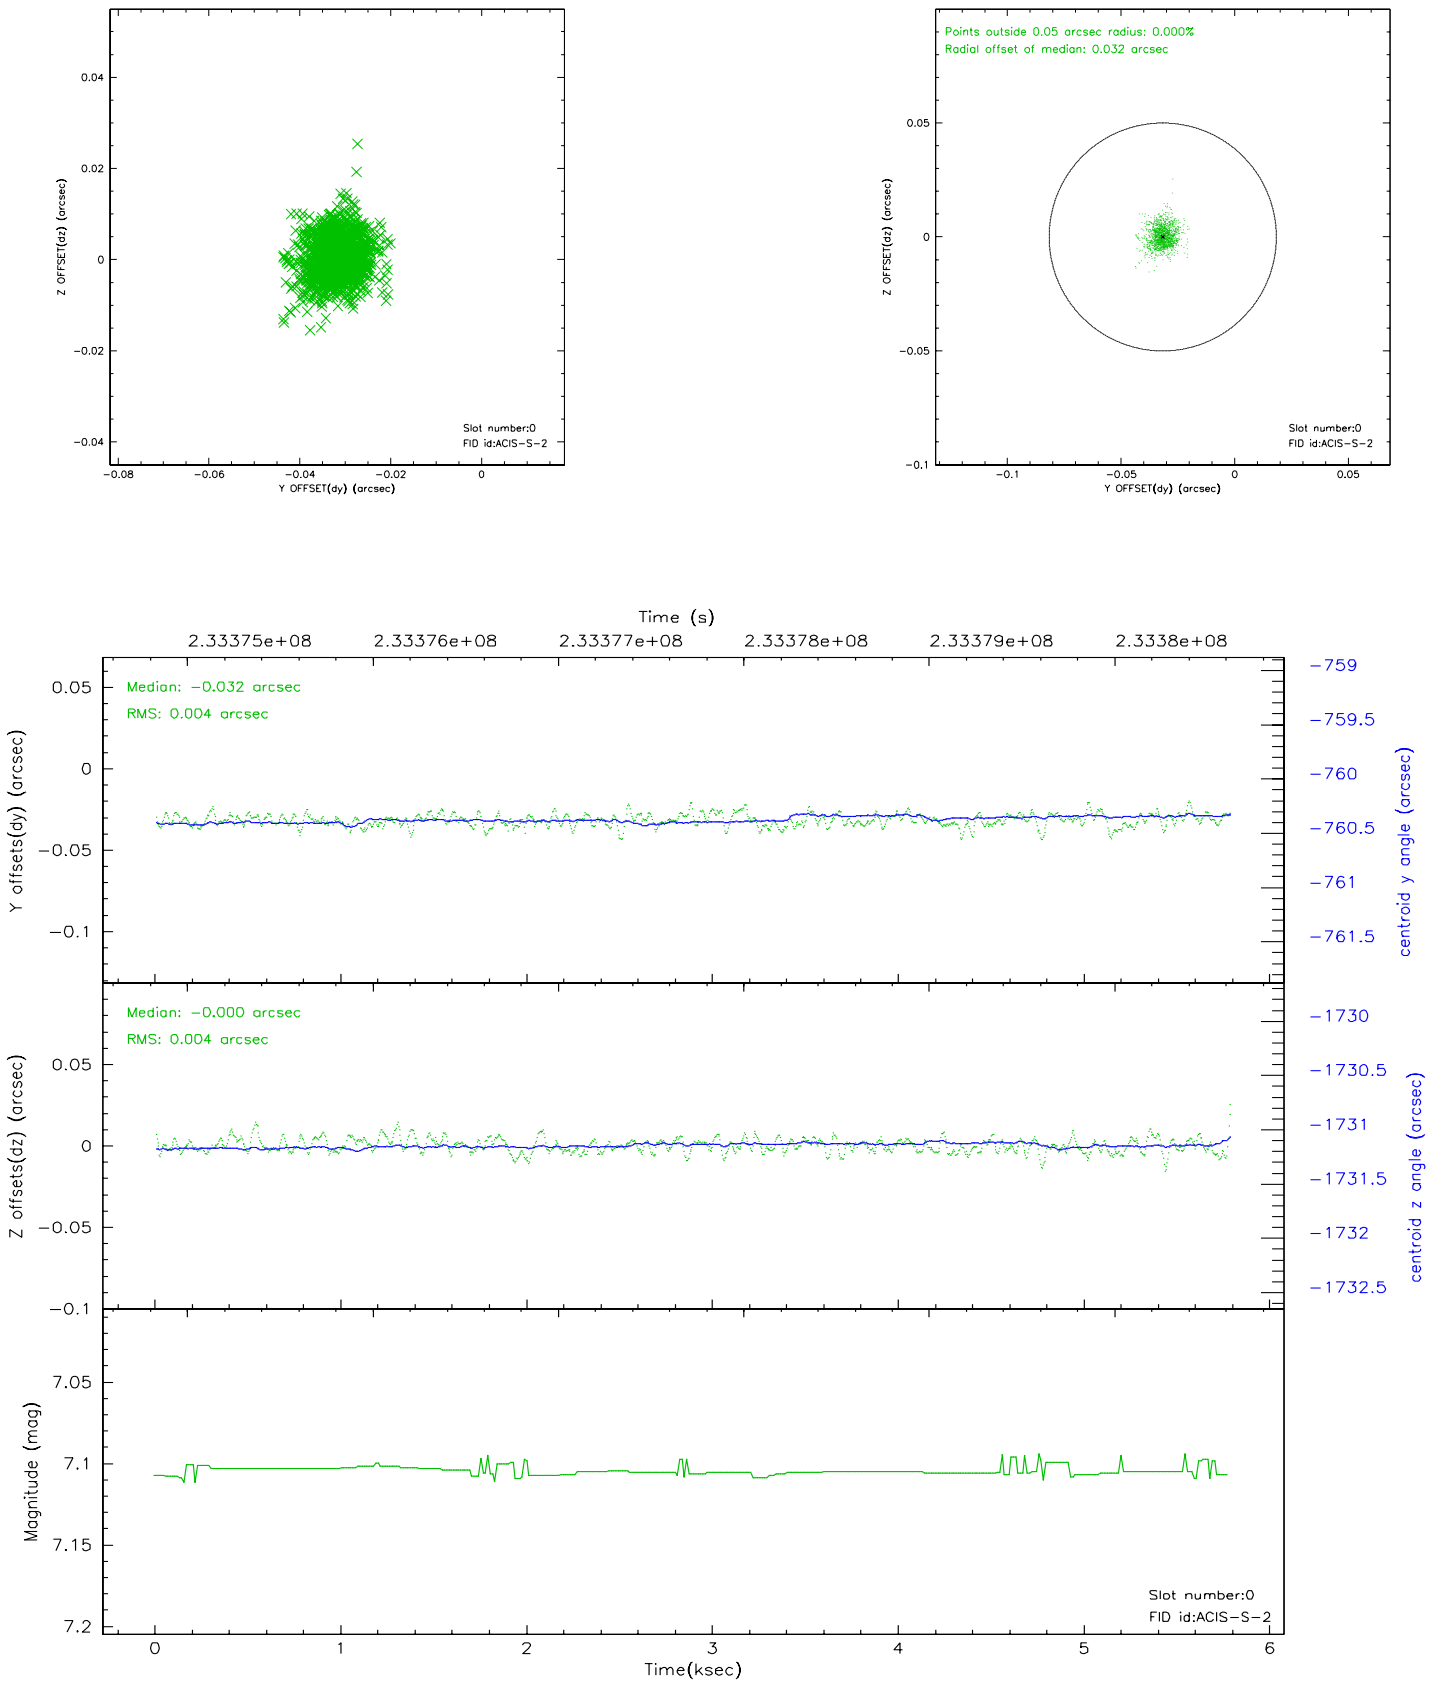 0.04
0.02
0
-0.02
-0.04
Z OFFSET(dz) (arcsec)
Slot number:0
FID id:ACIS-S-2
-0.08 -0.06 -0.04 -0.02 0
Y OFFSET(dy) (arcsec)
Points outside 0.05 arcsec radius: 0.000%
Radial offset of median: 0.032 arcsec
0.05
0
-0.05
-0.1
Z OFFSET(dz) (arcsec)
Slot number:0
FID id:ACIS-S-2
-0.1 -0.05 0 0.05
Y OFFSET(dy) (arcsec)
Time (s)
2.33375e+08 2.33376e+08 2.33377e+08 2.33378e+08 2.33379e+08 2.3338e+08
Median: -0.032 arcsec
RMS: 0.004 arcsec
0.05
0
-0.05
-0.1
Y offsets(dy) (arcsec)
-759
-759.5
-760
-760.5
-761
-761.5
centroid y angle (arcsec)
Median: -0.000 arcsec
RMS: 0.004 arcsec
0.05
0
-0.05
-0.1
Z offsets(dz) (arcsec)
-1730
-1730.5
-1731
-1731.5
-1732
-1732.5
centroid z angle (arcsec)
7.05
7.1
7.15
7.2
Magnitude (mag)
Slot number:0
FID id:ACIS-S-2
0 1 2 3 4 5 6
Time(ksec)